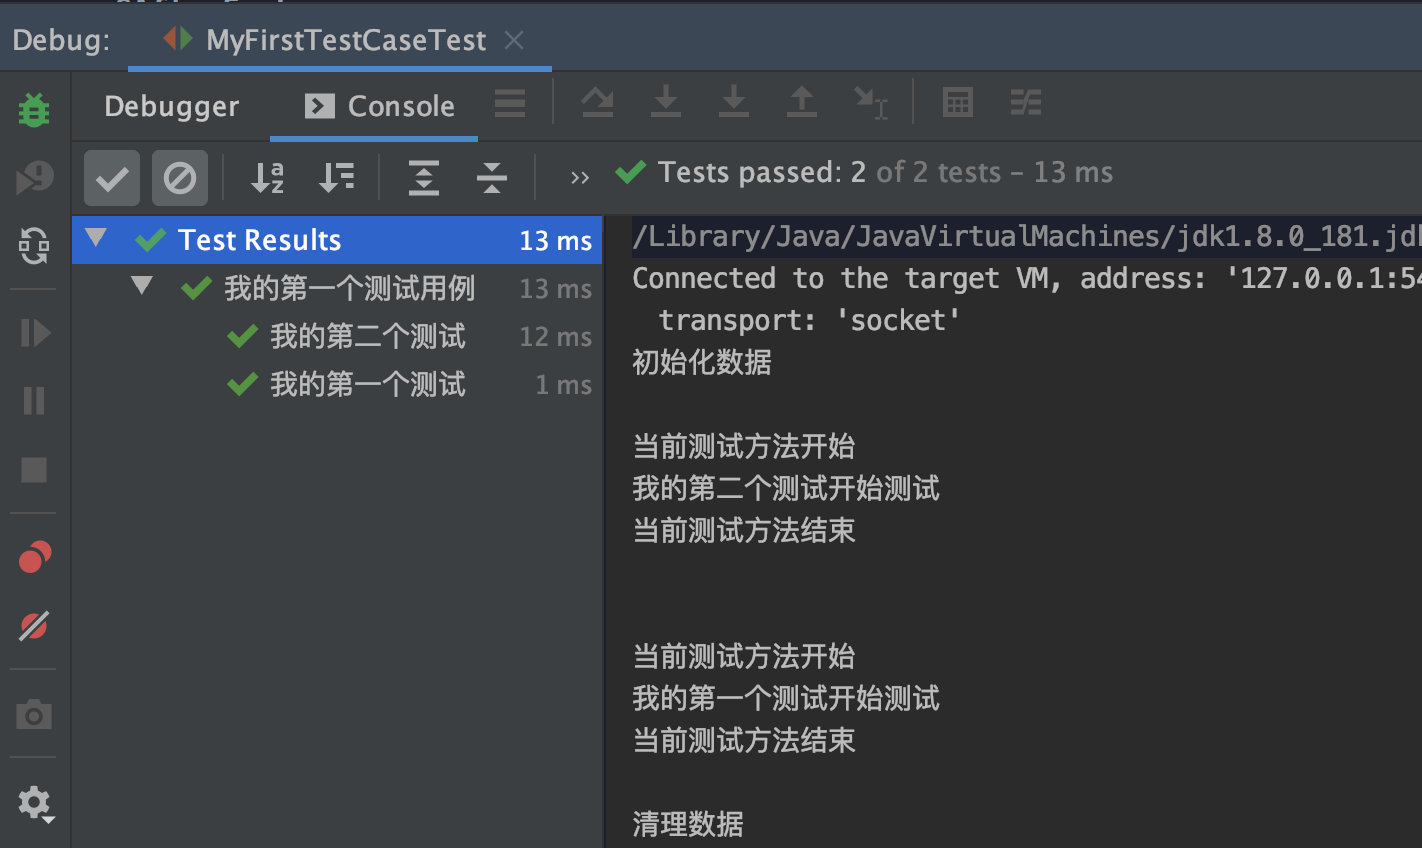 Debug: MyFirstTestCaseTest
Debugger Console
Tests passed: 2 of 2 tests – 13 ms
Test Results 13 ms
我的第一个测试用例 13 ms
我的第二个测试 12 ms
我的第一个测试 1 ms
/Library/Java/JavaVirtualMachines/jdk1.8.0_181.jd
Connected to the target VM, address: '127.0.0.1:54
transport: 'socket'
初始化数据
当前测试方法开始
我的第二个测试开始测试
当前测试方法结束
当前测试方法开始
我的第一个测试开始测试
当前测试方法结束
清理数据